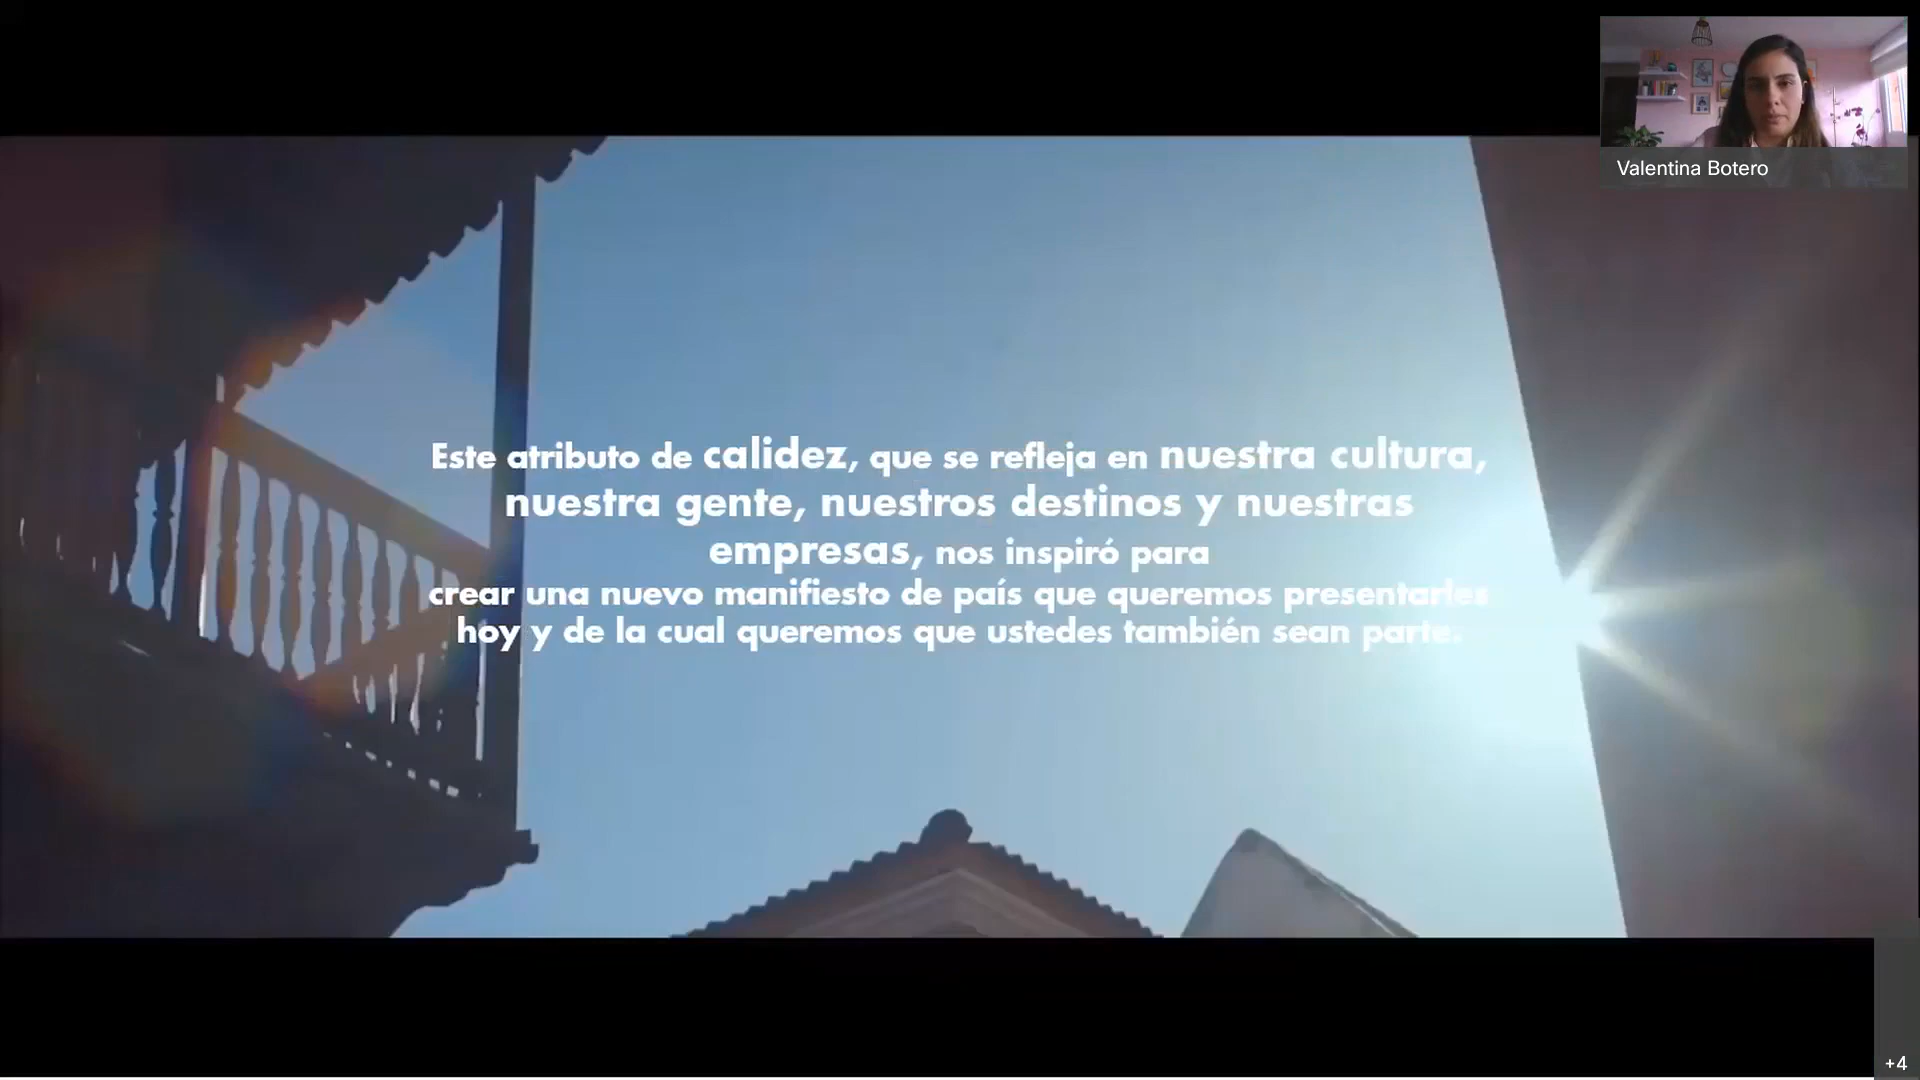 Valentina Botero
Este atributo de calidez, que se refleja en nuestra cultura,
nuestra gente, nuestros destinos y nuestras
empresas, nos inspiró para
crear una nuevo manifiesto de país que queremos presentarles
hoy y de la cual queremos que ustedes también sean parte.
+4